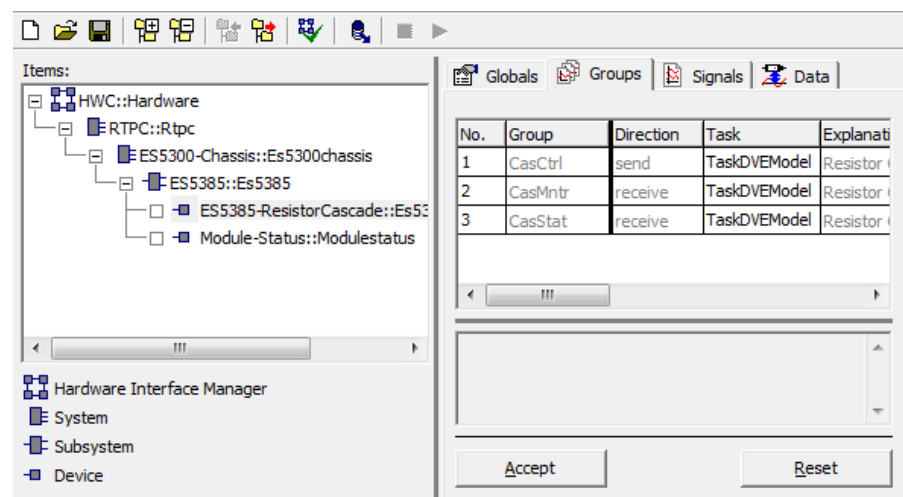 Items:
HWC::Hardware
RTPC::Rtpc
ES5300-Chassis::Es5300chassis
ES5385::Es5385
ES5385-ResistorCascade::Es53
Module-Status::Modulestatus
Hardware Interface Manager
System
Subsystem
Device
Globals Groups Signals Data
No. Group Direction Task Explanati
1 CasCtrl send TaskDVEModel Resistor
2 CasMntr receive TaskDVEModel Resistor
3 CasStat receive TaskDVEModel Resistor
Accept Reset